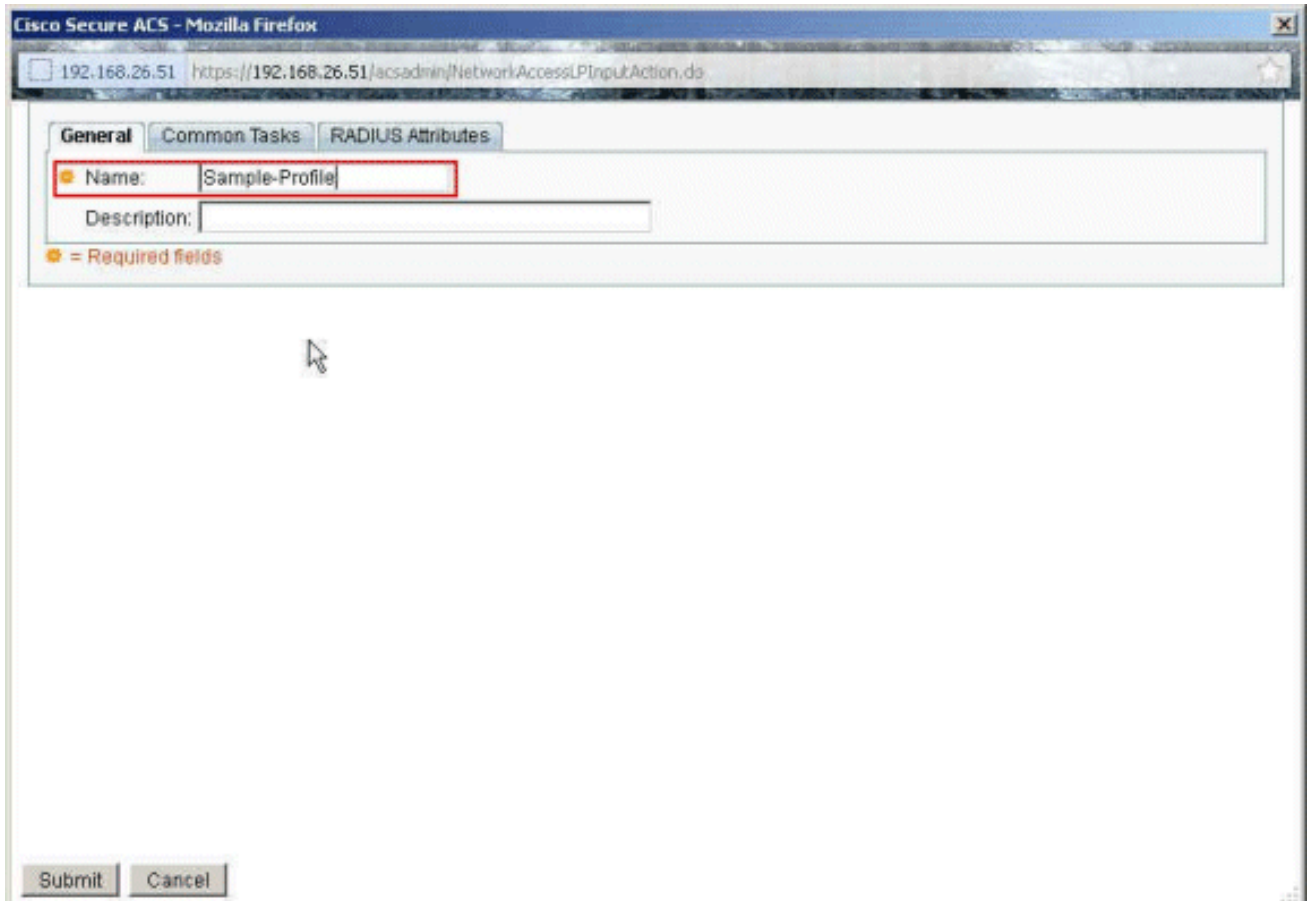 Cisco Secure ACS - Mozilla Firefox
192.168.26.51 https://192.168.26.51/acsadmin/NetworkAccessLPInputAction.do
General Common Tasks RADIUS Attributes
Name: Sample-Profile
Description:
= Required fields
Submit Cancel